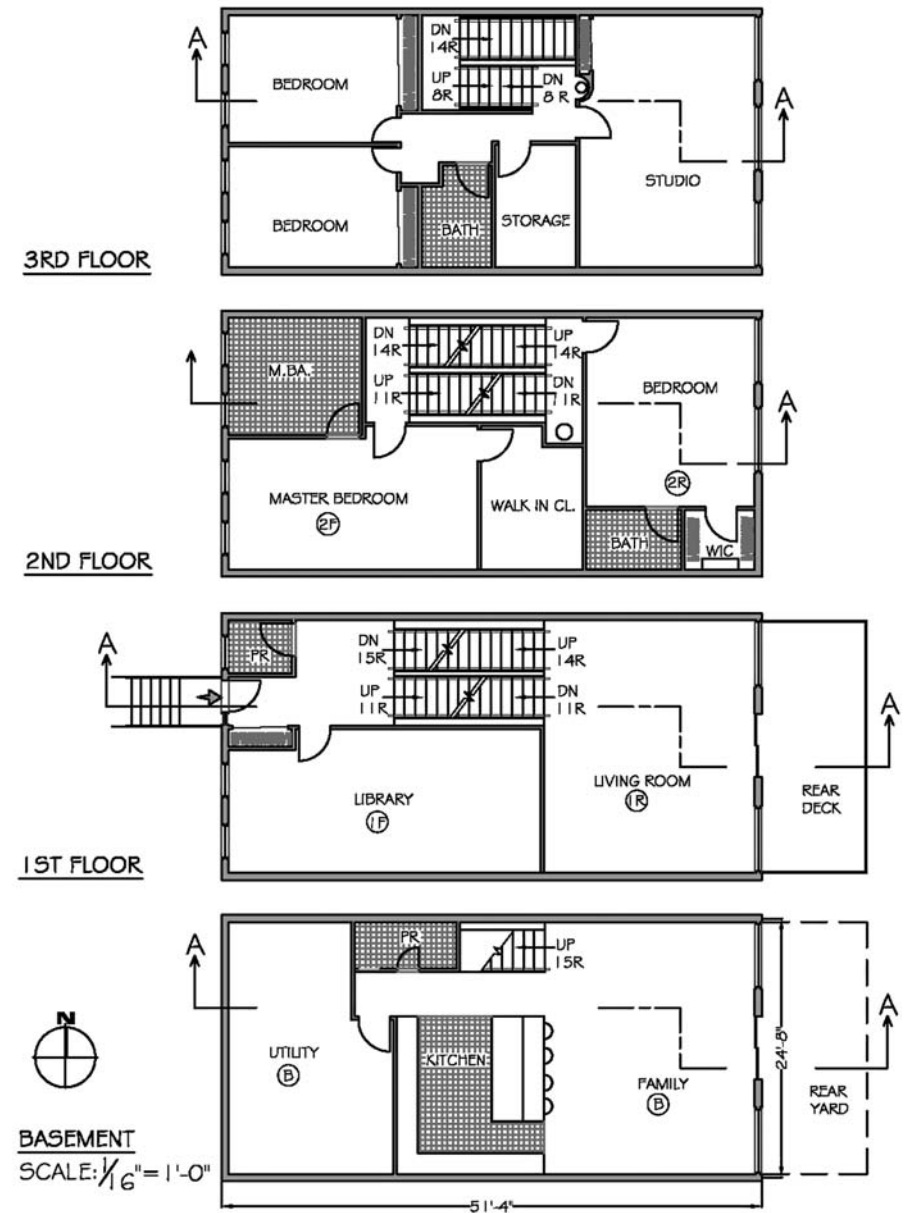 A
DN
14R
BEDROOM
UP
8R
DN
8 R
A
STUDIO
BEDROOM
BATH
STORAGE
3RD FLOOR
DN
14R
UP
14R
M.BA.
UP
11R
DN
11R
BEDROOM
A
MASTER BEDROOM
2F
WALK IN CL.
2R
BATH
WIC
2ND FLOOR
A
PR
DN
15R
UP
14R
UP
11R
DN
11R
A
LIBRARY
1F
LIVING ROOM
1R
REAR
DECK
1ST FLOOR
A
PR
UP
15R
A
N
UTILITY
B
KITCHEN
FAMILY
B
24'-8"
REAR
YARD
BASEMENT
SCALE: 1/16"=1'-0"
51'-4"